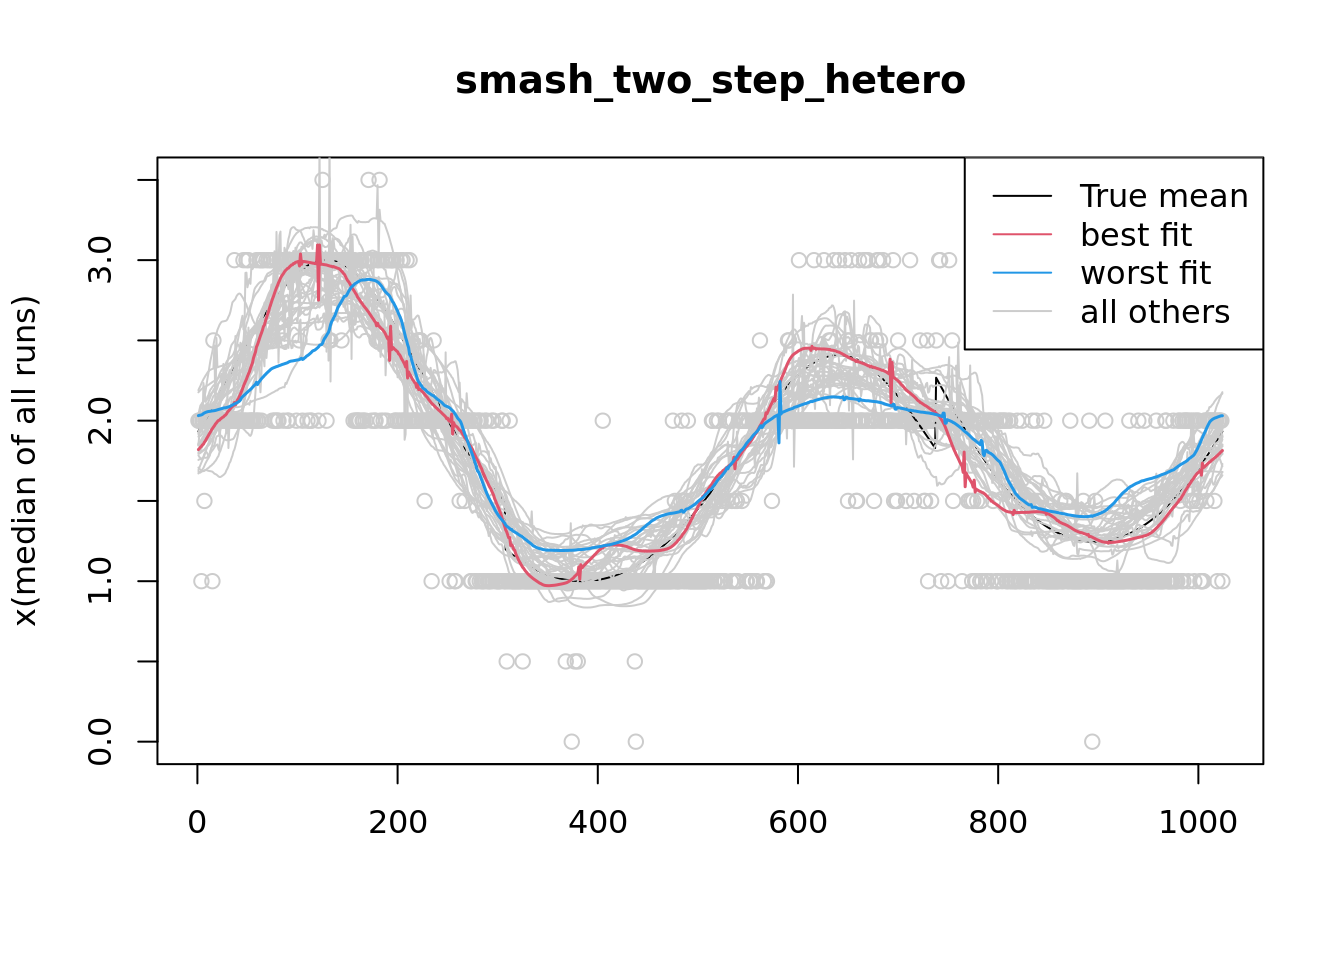 smash_two_step_hetero
x(median of all runs)
3.0
2.0
1.0
0.0
True mean
best fit
worst fit
all others
0 200 400 600 800 1000